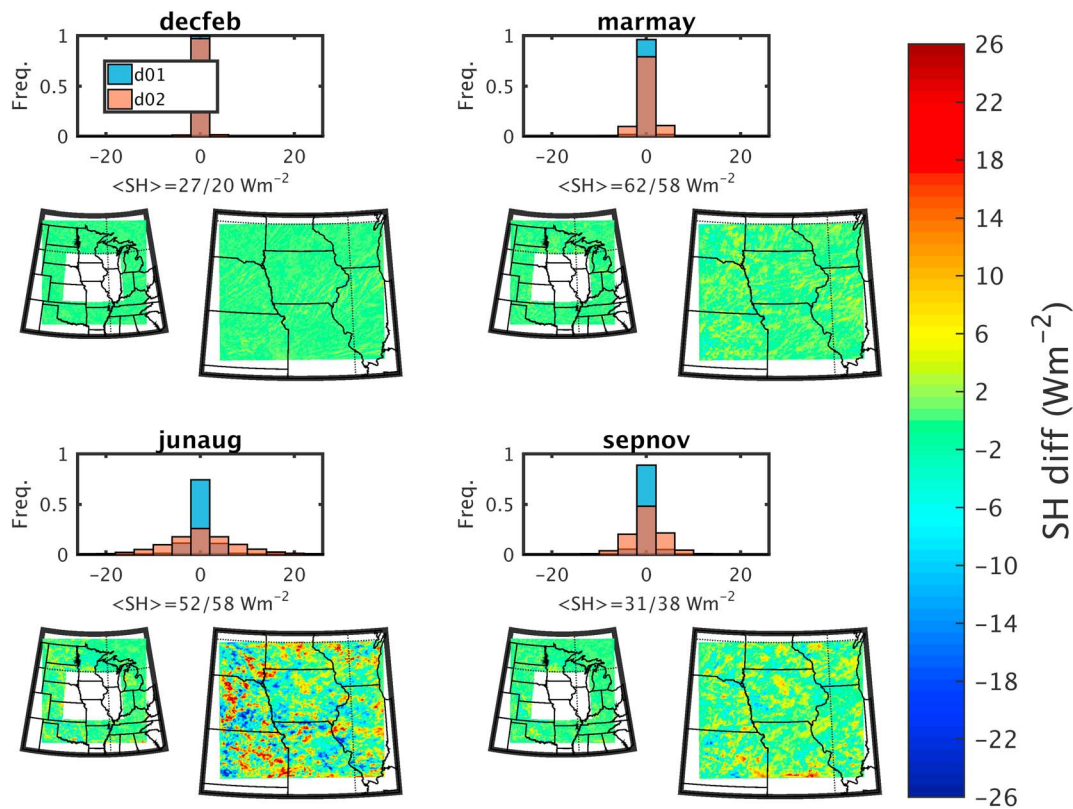 decfeb
1
0.5
0
Freq.
d01
d02
-20 0 20
<SH>=27/20 Wm⁻²
marmay
1
0.5
0
Freq.
-20 0 20
<SH>=62/58 Wm⁻²
junaug
1
0.5
0
Freq.
-20 0 20
<SH>=52/58 Wm⁻²
sepnov
1
0.5
0
Freq.
-20 0 20
<SH>=31/38 Wm⁻²
26
22
18
14
10
6
2
-2
-6
-10
-14
-18
-22
-26
SH diff (Wm⁻²)